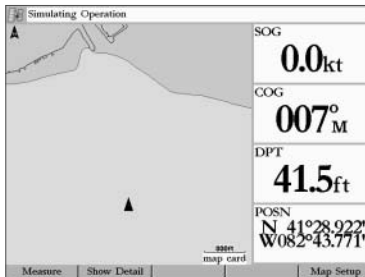 Simulating Operation
SOG
0.0kt
COG
007°M
DPT
41.5ft
POSN
N 41°28.922'
W082°43.771'
800ft
map card
Measure
Show Detail
Map Setup